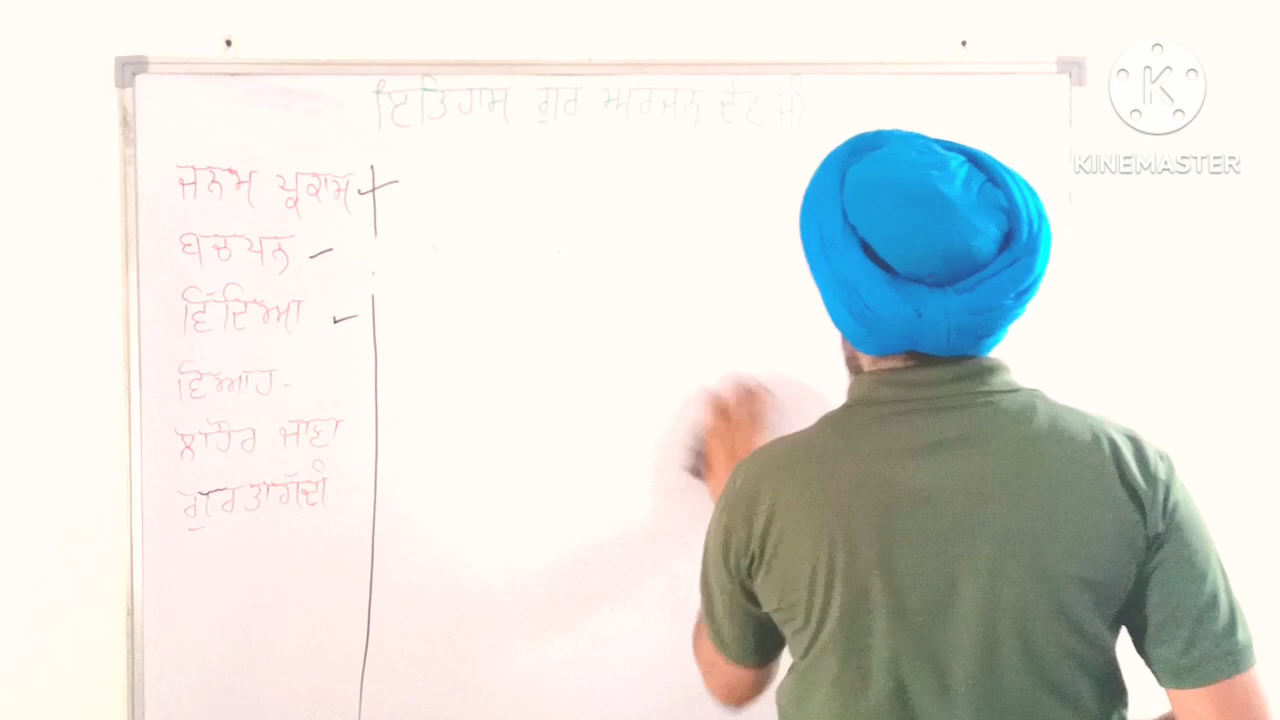 ਇਤਿਹਾਸ ਗੁਰ ਅਰਜਨ ਦੇਵ ਜੀ
ਜਨਮ ਪ੍ਰਕਾਸ਼
ਬਚਪਨ
ਵਿੱਦਿਆ
ਵਿਆਹ
ਲਾਹੌਰ ਜਾਣਾ
ਗੁਰਤਾਗੱਦੀ
KINEMASTER